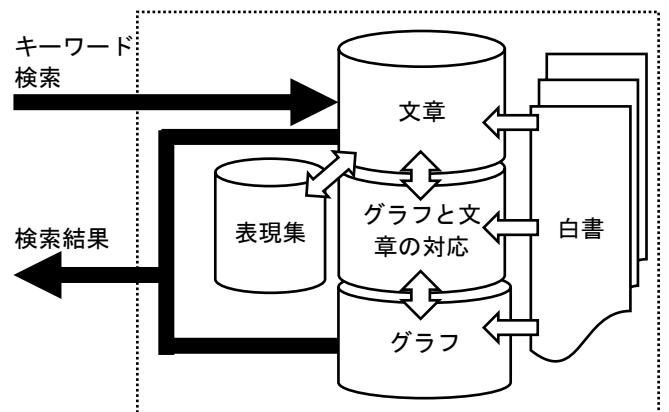 キーワード
検索
文章
表現集
グラフと文
章の対応
白書
検索結果
グラフ